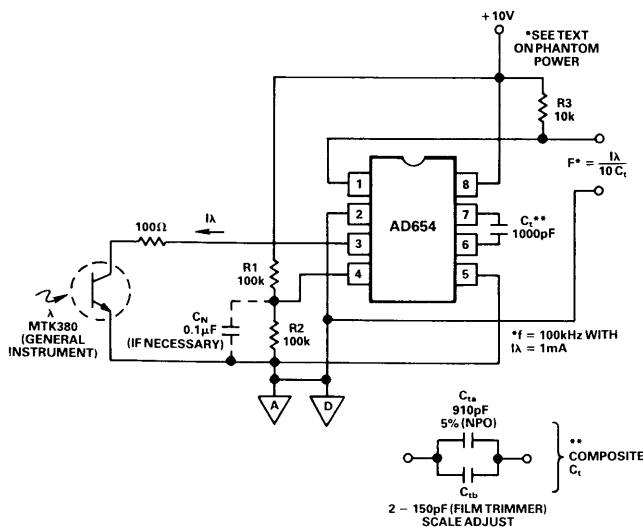 +10V
*SEE TEXT
ON PHANTOM
POWER
R3
10k
F* = Iλ
10 Ct
1
8
2
AD654
7
Ct**
1000pF
100Ω
Iλ
3
6
R1
100k
4
5
CN
0.1μF
(IF NECESSARY)
R2
100k
λ
MTK380
(GENERAL
INSTRUMENT)
*f = 100kHz WITH
Iλ = 1mA
A
D
Cta
910pF
5% (NPO)
**
COMPOSITE
Ct
Ctb
2 – 150pF (FILM TRIMMER)
SCALE ADJUST